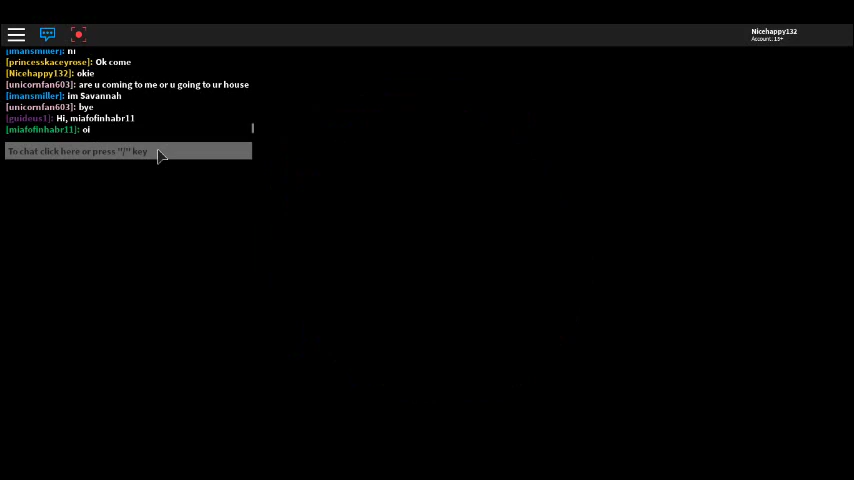 Nicehappy132
Account: 13+
[imansmiller]: hi
[princesskaceyrose]: Ok come
[Nicehappy132]: okie
[unicornfan603]: are u coming to me or u going to ur house
[imansmiller]: im Savannah
[unicornfan603]: bye
[guideus1]: Hi, miafofinhabr11
[miafofinhabr11]: oi
To chat click here or press "/" key